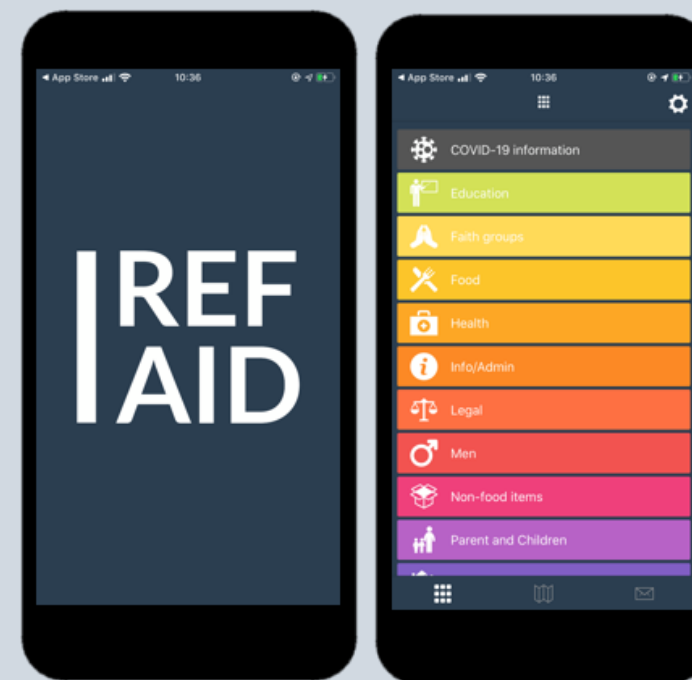 App Store
10:36
REF
AID
App Store
10:36
COVID-19 information
Education
Faith groups
Food
Health
Info/Admin
Legal
Men
Non-food items
Parent and Children